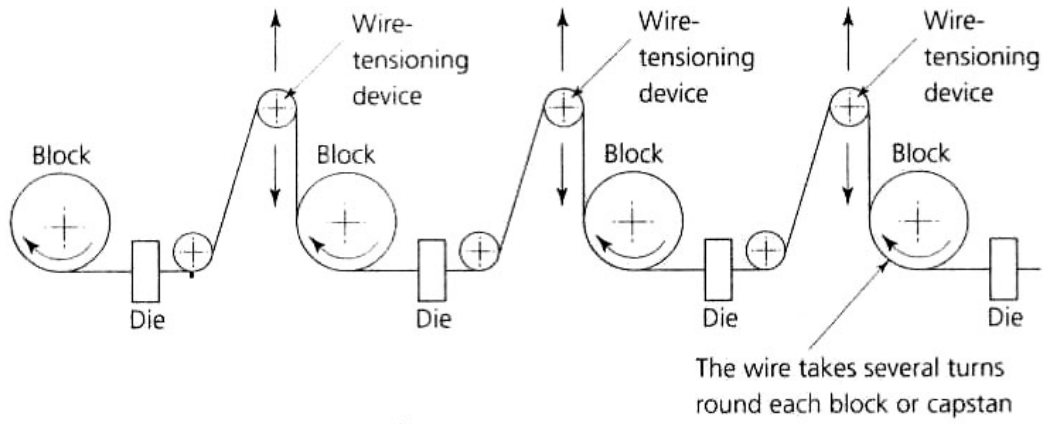 Wire-
tensioning
device
Wire-
tensioning
device
Wire-
tensioning
device
Block
Block
Block
Block
Die
Die
Die
Die
The wire takes several turns
round each block or capstan